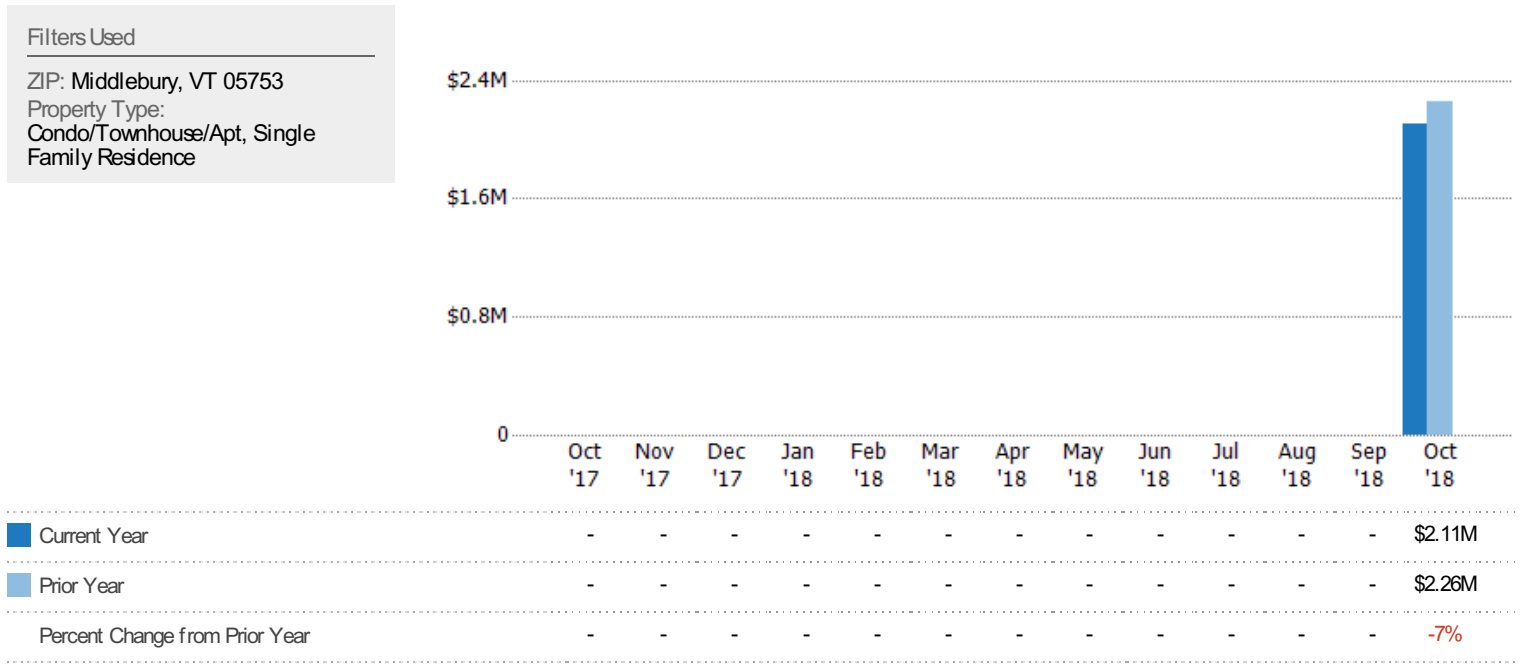 Filters Used
ZIP: Middlebury, VT 05753
Property Type:
Condo/Townhouse/Apt, Single
Family Residence
$2.4M
$1.6M
$0.8M
0
Oct Nov Dec Jan Feb Mar Apr May Jun Jul Aug Sep Oct
'17 '17 '17 '18 '18 '18 '18 '18 '18 '18 '18 '18 '18
Current Year - - - - - - - - - - - - $2.11M
Prior Year - - - - - - - - - - - - $2.26M
Percent Change from Prior Year - - - - - - - - - - - - -7%